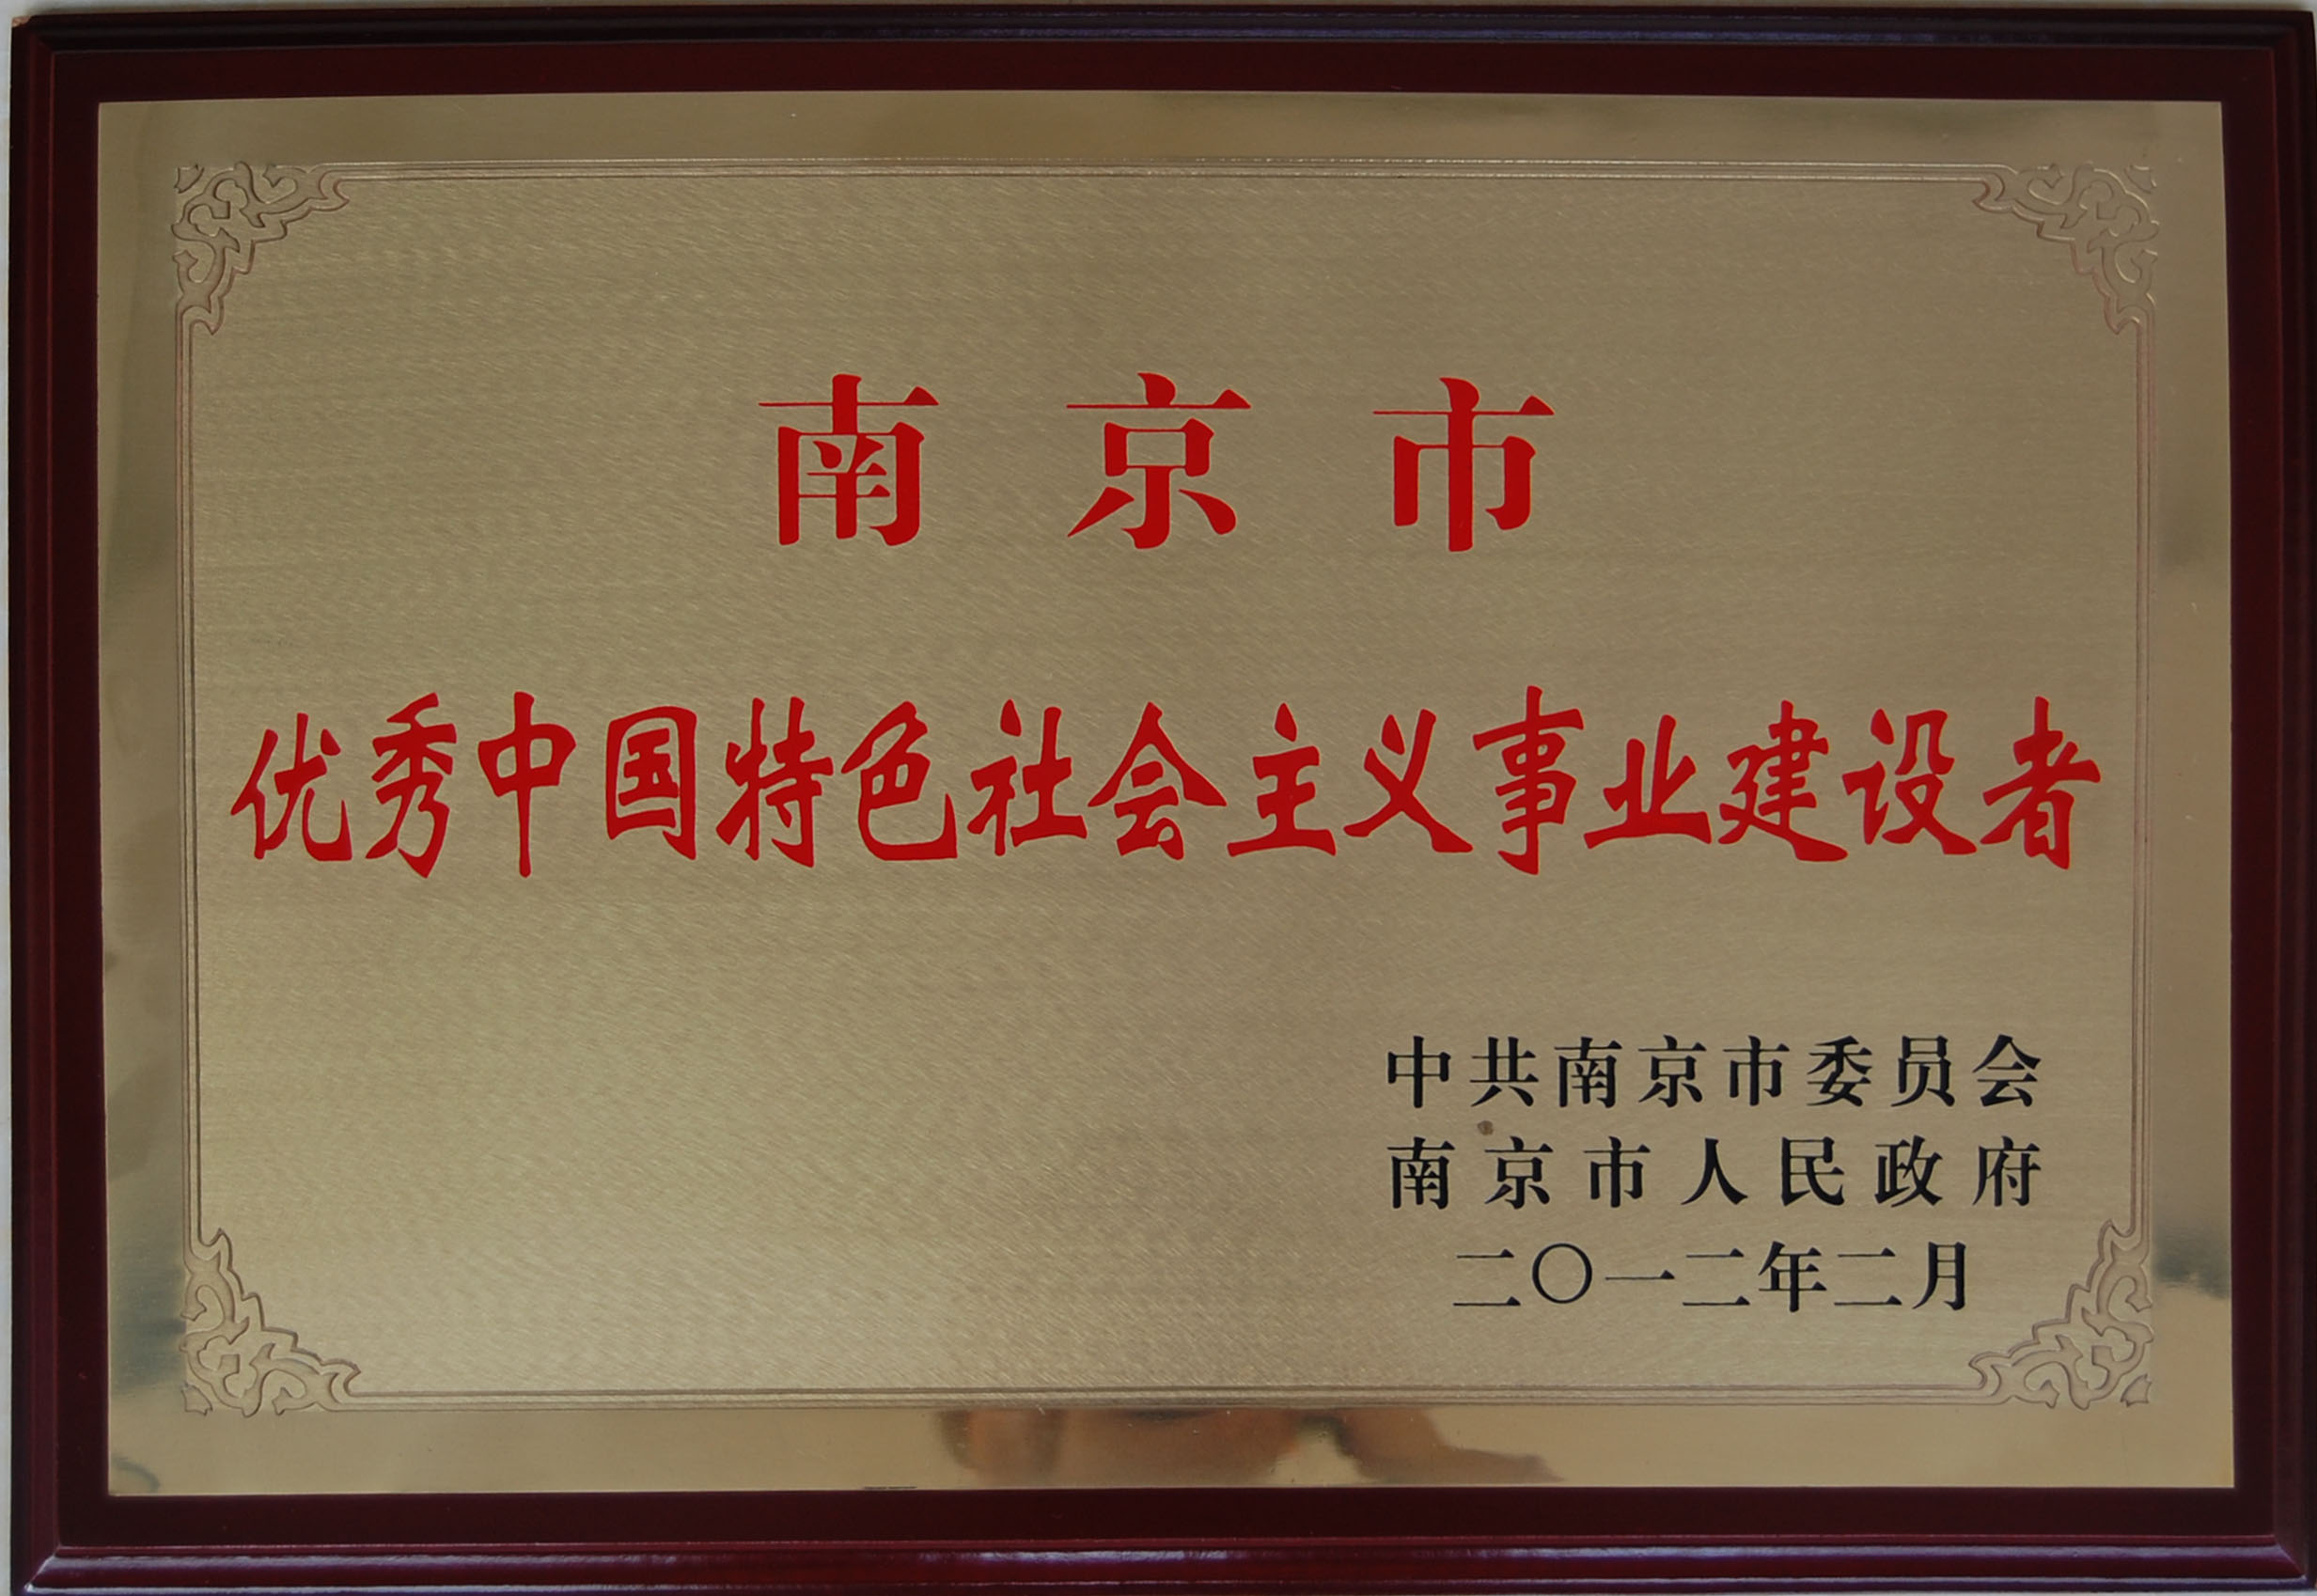 南京市
优秀中国特色社会主义事业建设者
中共南京市委员会
南京市人民政府
二〇一二年二月